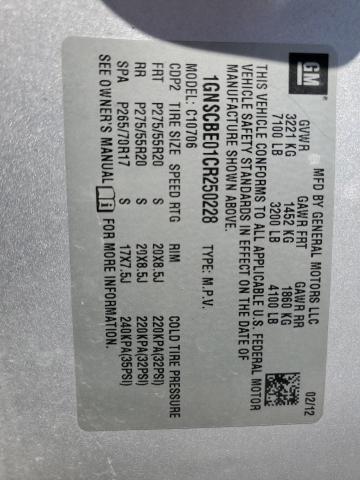 GM
MFD BY GENERAL MOTORS LLC
02/12
GVWR GAWR FRT GAWR RR
3221 KG 1452 KG 1860 KG
7100 LB 3200 LB 4100 LB
THIS VEHICLE CONFORMS TO ALL APPLICABLE U.S. FEDERAL MOTOR
VEHICLE SAFETY STANDARDS IN EFFECT ON THE DATE OF
MANUFACTURE SHOWN ABOVE.
1GNSCBE01CR250228 TYPE: M.P.V.
MODEL: C10706
CDP2 TIRE SIZE SPEED RTG RIM COLD TIRE PRESSURE
FRT P275/55R20 S 20X8.5J 220KPA(32PSI)
RR P275/55R20 S 20X8.5J 220KPA(32PSI)
SPA P265/70R17 S 17X7.5J 240KPA(35PSI)
SEE OWNER'S MANUAL i FOR MORE INFORMATION.